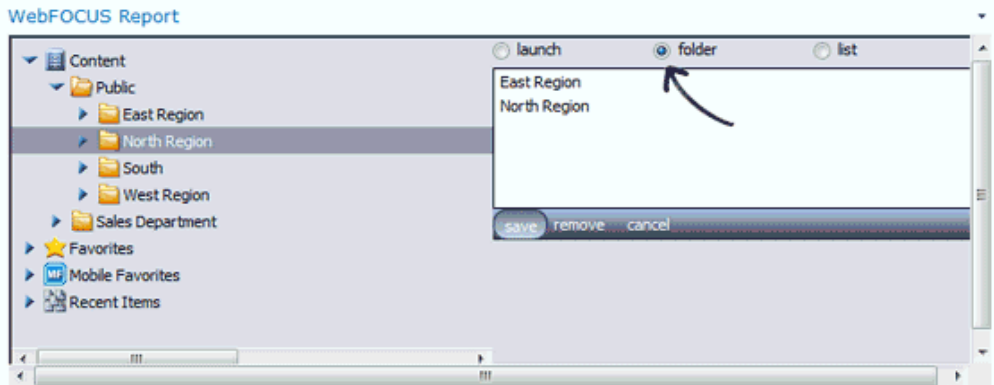 WebFOCUS Report
Content
Public
East Region
North Region
South
West Region
Sales Department
Favorites
MF Mobile Favorites
Recent Items
launch folder list
East Region
North Region
save remove cancel